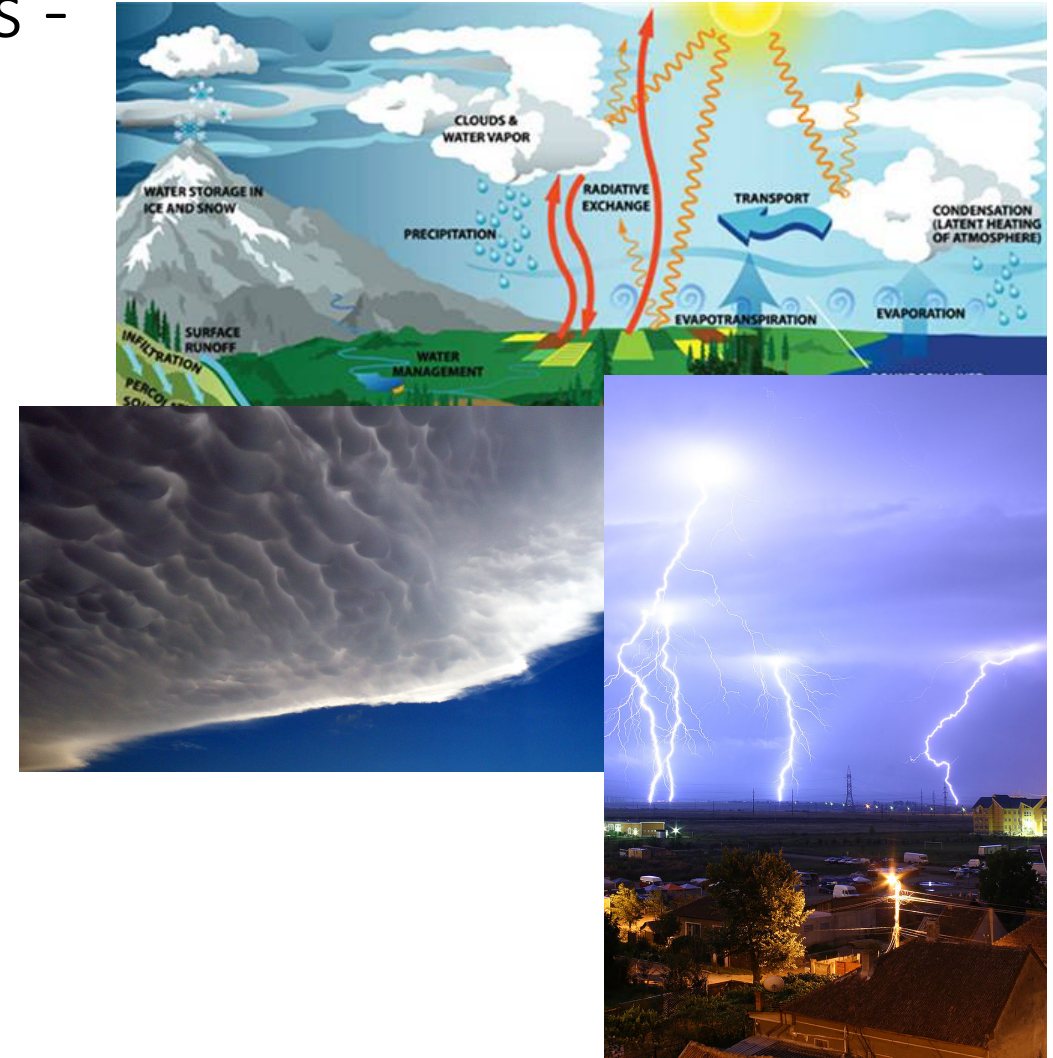 s -
CLOUDS &
WATER VAPOR
WATER STORAGE IN
ICE AND SNOW
RADIATIVE
EXCHANGE
TRANSPORT
CONDENSATION
(LATENT HEATING
OF ATMOSPHERE)
PRECIPITATION
EVAPOTRANSPIRATION
EVAPORATION
SURFACE
RUNOFF
INFILTRATION
WATER
MANAGEMENT